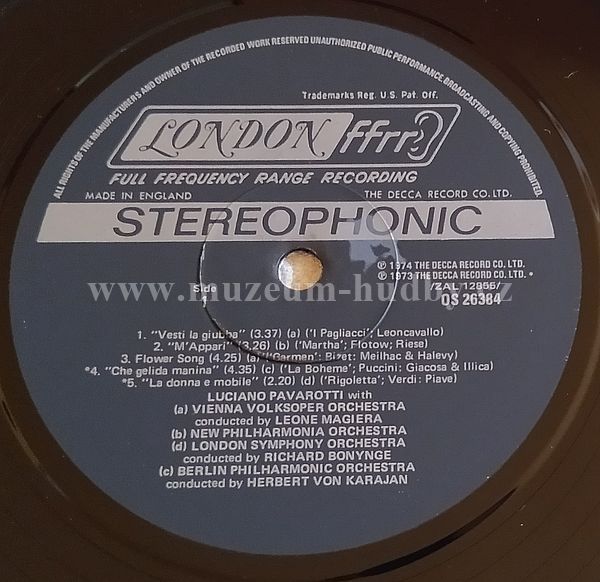 ALL RIGHTS OF THE MANUFACTURERS AND OWNER OF THE RECORDED WORK RESERVED UNAUTHORIZED PUBLIC PERFORMANCE, BROADCASTING AND COPYING PROHIBITED.
Trademarks Reg. U.S. Pat. Off.
LONDON ffrr
FULL FREQUENCY RANGE RECORDING
MADE IN ENGLAND THE DECCA RECORD CO. LTD.
STEREOPHONIC
℗ 1974 THE DECCA RECORD CO. LTD.
℗ 1973 THE DECCA RECORD CO. LTD. *
Side /ZAL/12855/
1 OS 26384
www.muzeum-hudby.cz
1. "Vesti la giubba" (3.37) (a) ('I Pagliacci'; Leoncavallo)
2. "M'Appari" (3.26) (b) ('Martha'; Flotow; Riese)
3. Flower Song (4.25) (a) ('Carmen'; Bizet: Meilhac & Halevy)
*4. "Che gelida manina" (4.35) (c) ('La Boheme'; Puccini: Giacosa & Illica)
*5. "La donna e mobile" (2.20) (d) ('Rigoletta'; Verdi: Piave)
LUCIANO PAVAROTTI with
(a) VIENNA VOLKSOPER ORCHESTRA
conducted by LEONE MAGIERA
(b) NEW PHILHARMONIA ORCHESTRA
(d) LONDON SYMPHONY ORCHESTRA
conducted by RICHARD BONYNGE
(c) BERLIN PHILHARMONIC ORCHESTRA
conducted by HERBERT VON KARAJAN